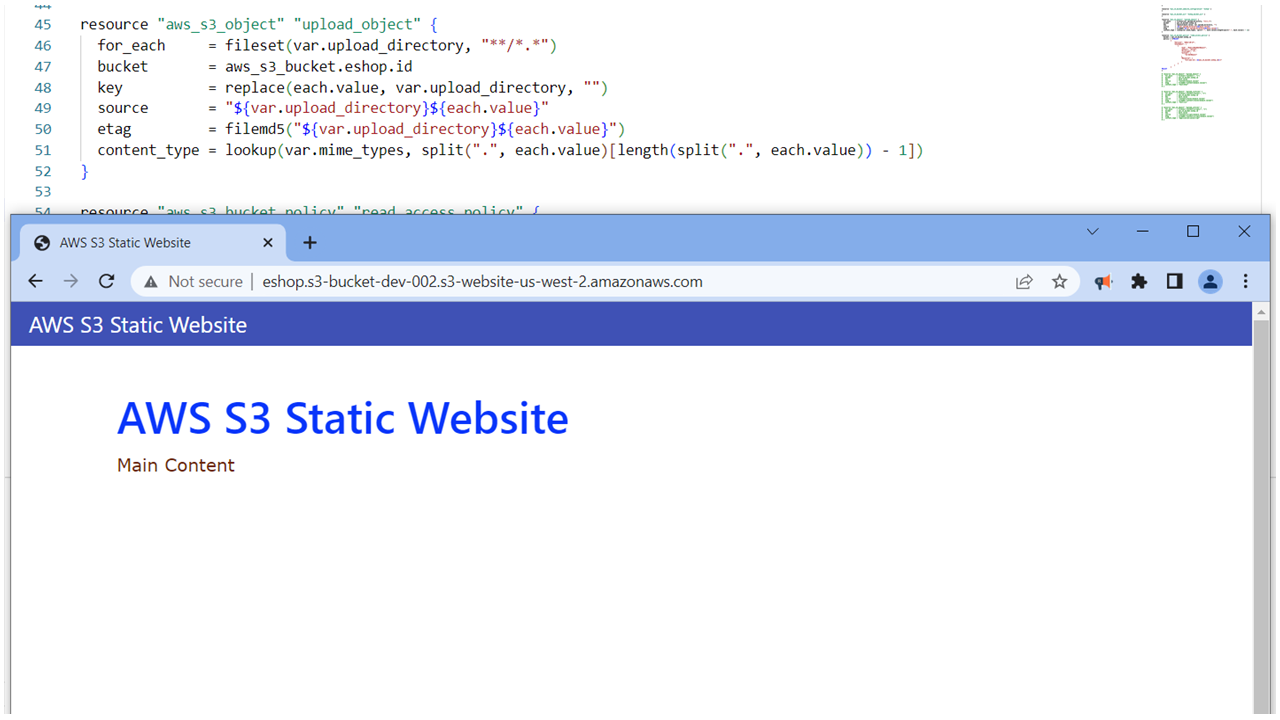 44
45 resource "aws_s3_object" "upload_object" {
46 for_each = fileset(var.upload_directory, "**/*.*")
47 bucket = aws_s3_bucket.eshop.id
48 key = replace(each.value, var.upload_directory, "")
49 source = "${var.upload_directory}${each.value}"
50 etag = filemd5("${var.upload_directory}${each.value}")
51 content_type = lookup(var.mime_types, split(".", each.value)[length(split(".", each.value)) - 1])
52 }
53
54 resource "aws_s3_bucket_policy" "read_access_policy" {
AWS S3 Static Website
Not secure eshop.s3-bucket-dev-002.s3-website-us-west-2.amazonaws.com
AWS S3 Static Website
AWS S3 Static Website
Main Content